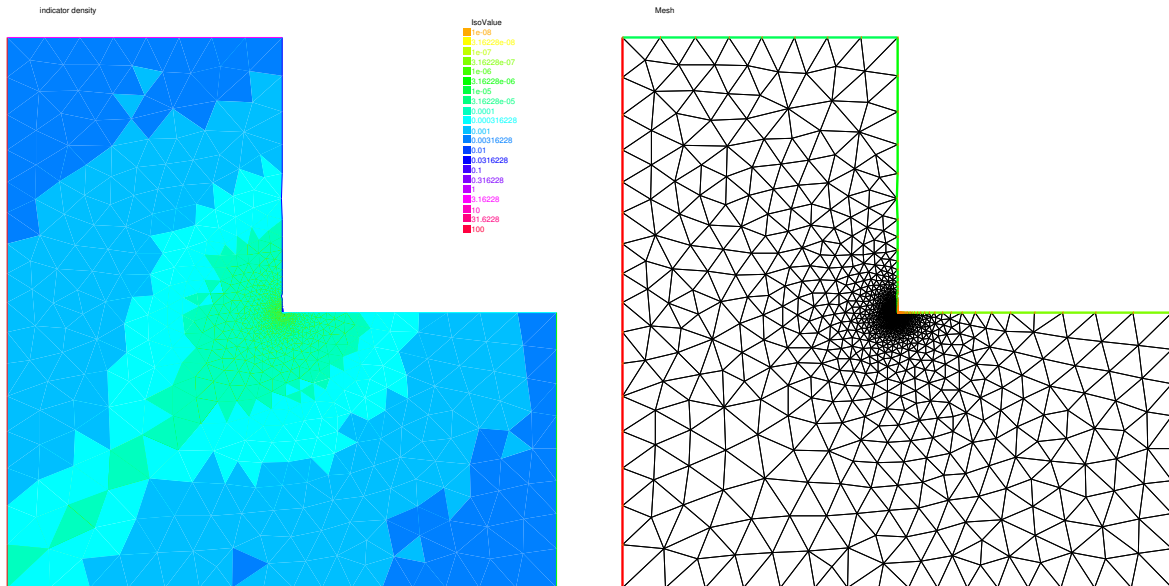 indicator density
IsoValue
1e-08
3.16228e-08
1e-07
3.16228e-07
1e-06
3.16228e-06
1e-05
3.16228e-05
0.0001
0.000316228
0.001
0.00316228
0.01
0.0316228
0.1
0.316228
1
3.16228
10
31.6228
100
Mesh